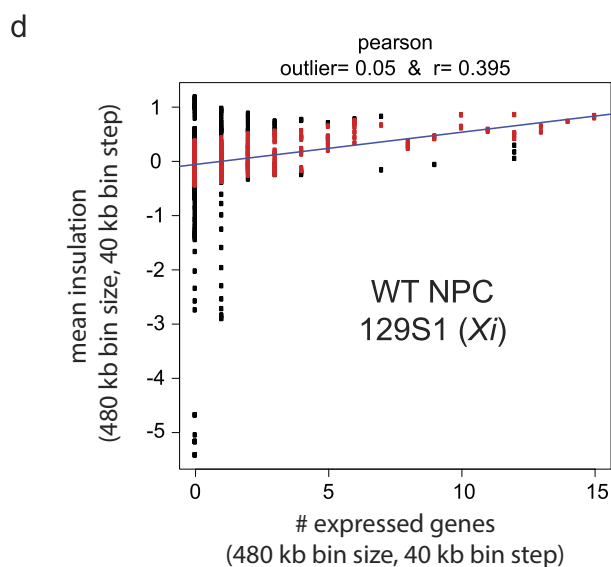 d
pearson
outlier= 0.05 & r= 0.395
mean insulation
(480 kb bin size, 40 kb bin step)
1
0
-1
-2
-3
-4
-5
WT NPC
129S1 (Xi)
0 5 10 15
# expressed genes
(480 kb bin size, 40 kb bin step)